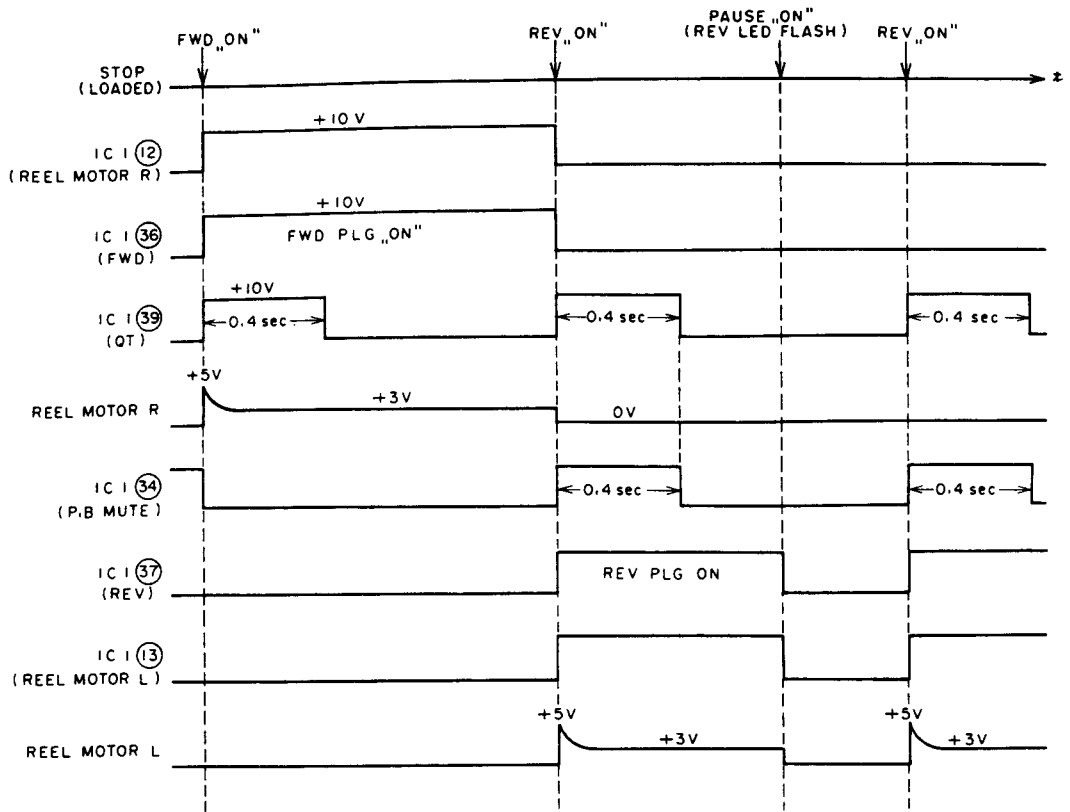 FWD „ON"
REV „ON"
PAUSE „ON"
(REV LED FLASH)
REV „ON"
STOP
(LOADED)
t
IC 1 ⑫
(REEL MOTOR R)
+10 V
IC 1 ㊱
(FWD)
+10V
FWD PLG „ON"
IC 1 ㊴
(QT)
+10V
0.4 sec
0.4 sec
0.4 sec
REEL MOTOR R
+5V
+3V
0V
IC 1 ㉞
(P.B MUTE)
0.4 sec
0.4 sec
IC 1 ㊲
(REV)
REV PLG ON
IC 1 ⑬
(REEL MOTOR L)
REEL MOTOR L
+5V
+3V
+5V
+3V